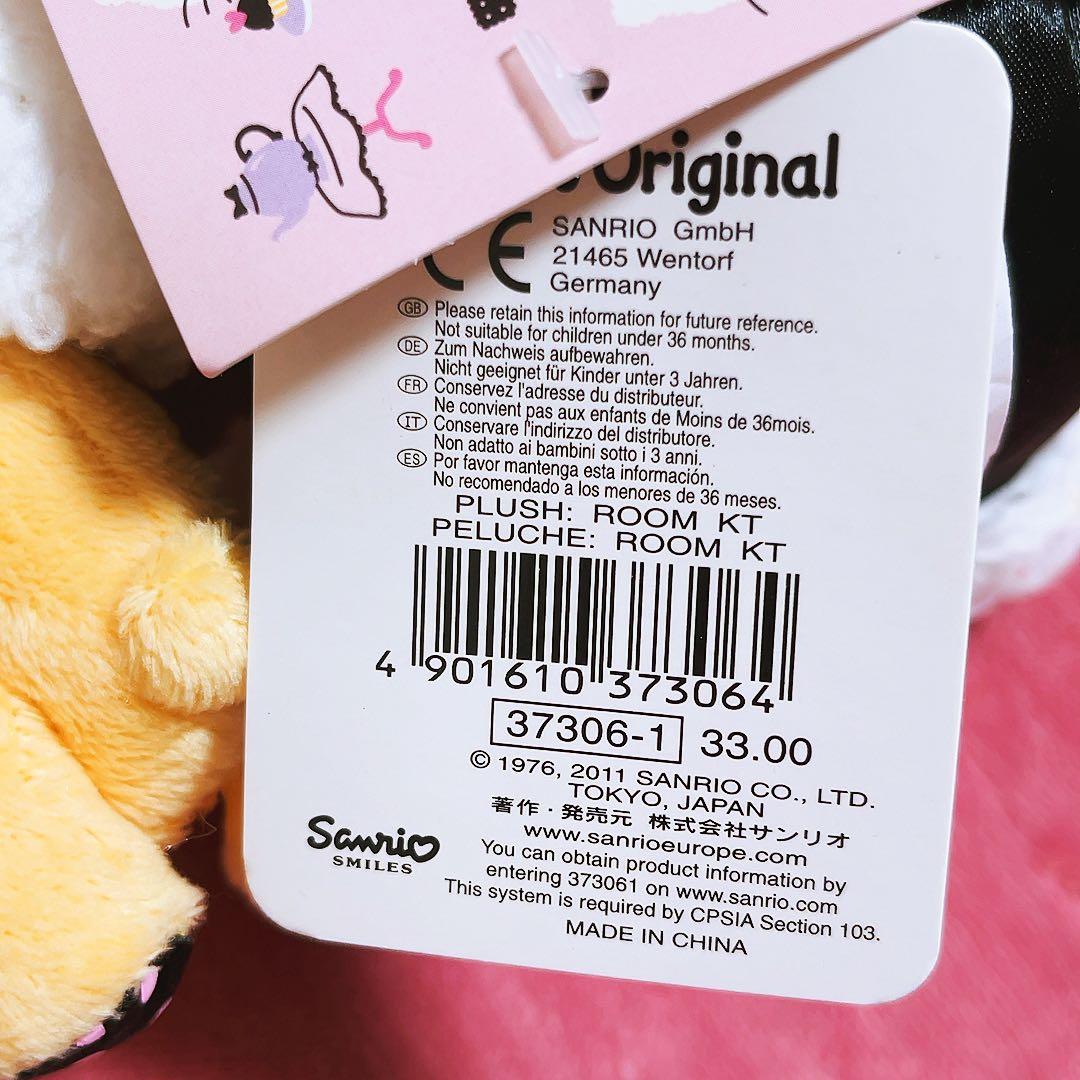 Original
CE
SANRIO GmbH
21465 Wentorf
Germany
GB Please retain this information for future reference.
Not suitable for children under 36 months.
DE Zum Nachweis aufbewahren.
Nicht geeignet für Kinder unter 3 Jahren.
FR Conservez l'adresse du distributeur.
Ne convient pas aux enfants de Moins de 36mois.
IT Conservare l'indirizzo del distributore.
Non adatto ai bambini sotto i 3 anni.
ES Por favor mantenga esta información.
No recomendado a los menores de 36 meses.
PLUSH: ROOM KT
PELUCHE: ROOM KT
4 901610 373064
37306-1 33.00
© 1976, 2011 SANRIO CO., LTD.
TOKYO, JAPAN
著作・発売元 株式会社サンリオ
www.sanrioeurope.com
Sanrio
SMILES
You can obtain product information by
entering 373061 on www.sanrio.com
This system is required by CPSIA Section 103.
MADE IN CHINA